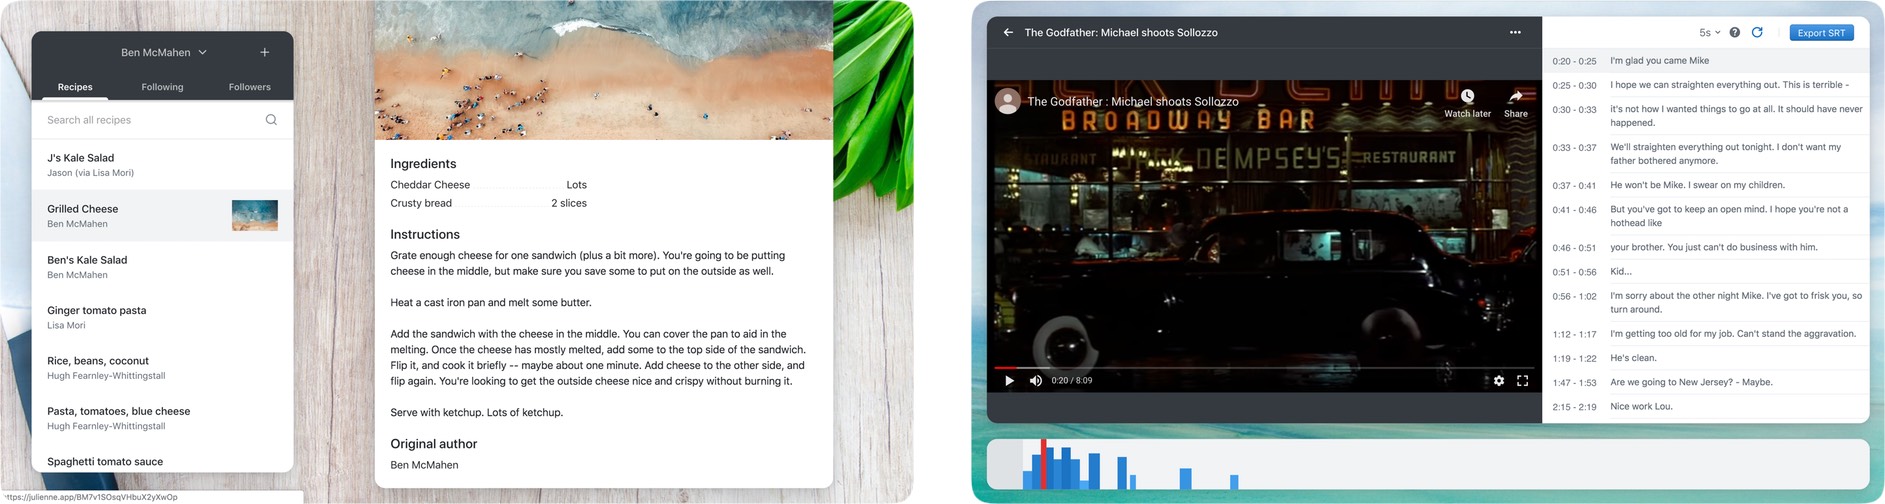 Ben McMahen
Recipes
Following
Followers
Search all recipes
J's Kale Salad
Jason (via Lisa Mori)
Grilled Cheese
Ben McMahen
Ben's Kale Salad
Ben McMahen
Ginger tomato pasta
Lisa Mori
Rice, beans, coconut
Hugh Fearnley-Whittingstall
Pasta, tomatoes, blue cheese
Hugh Fearnley-Whittingstall
Spaghetti tomato sauce
https://julienne.app/BM7v1SOsqVHbuX2yXwOp
Ingredients
Cheddar Cheese Lots
Crusty bread 2 slices
Instructions
Grate enough cheese for one sandwich (plus a bit more). You're going to be putting
cheese in the middle, but make sure you save some to put on the outside as well.
Heat a cast iron pan and melt some butter.
Add the sandwich with the cheese in the middle. You can cover the pan to aid in the
melting. Once the cheese has mostly melted, add some to the top side of the sandwich.
Flip it, and cook it briefly -- maybe about one minute. Add cheese to the other side, and
flip again. You're looking to get the outside cheese nice and crispy without burning it.
Serve with ketchup. Lots of ketchup.
Original author
Ben McMahen
The Godfather: Michael shoots Sollozzo
The Godfather : Michael shoots Sollozzo
Watch later
Share
BROADWAY BAR
DEMPSEY'S RESTAURANT
0:20 / 8:09
5s
Export SRT
0:20 - 0:25 I'm glad you came Mike
0:25 - 0:30 I hope we can straighten everything out. This is terrible -
0:30 - 0:33 it's not how I wanted things to go at all. It should have never
happened.
0:33 - 0:37 We'll straighten everything out tonight. I don't want my
father bothered anymore.
0:37 - 0:41 He won't be Mike. I swear on my children.
0:41 - 0:46 But you've got to keep an open mind. I hope you're not a
hothead like
0:46 - 0:51 your brother. You just can't do business with him.
0:51 - 0:56 Kid...
0:56 - 1:02 I'm sorry about the other night Mike. I've got to frisk you, so
turn around.
1:12 - 1:17 I'm getting too old for my job. Can't stand the aggravation.
1:19 - 1:22 He's clean.
1:47 - 1:53 Are we going to New Jersey? - Maybe.
2:15 - 2:19 Nice work Lou.